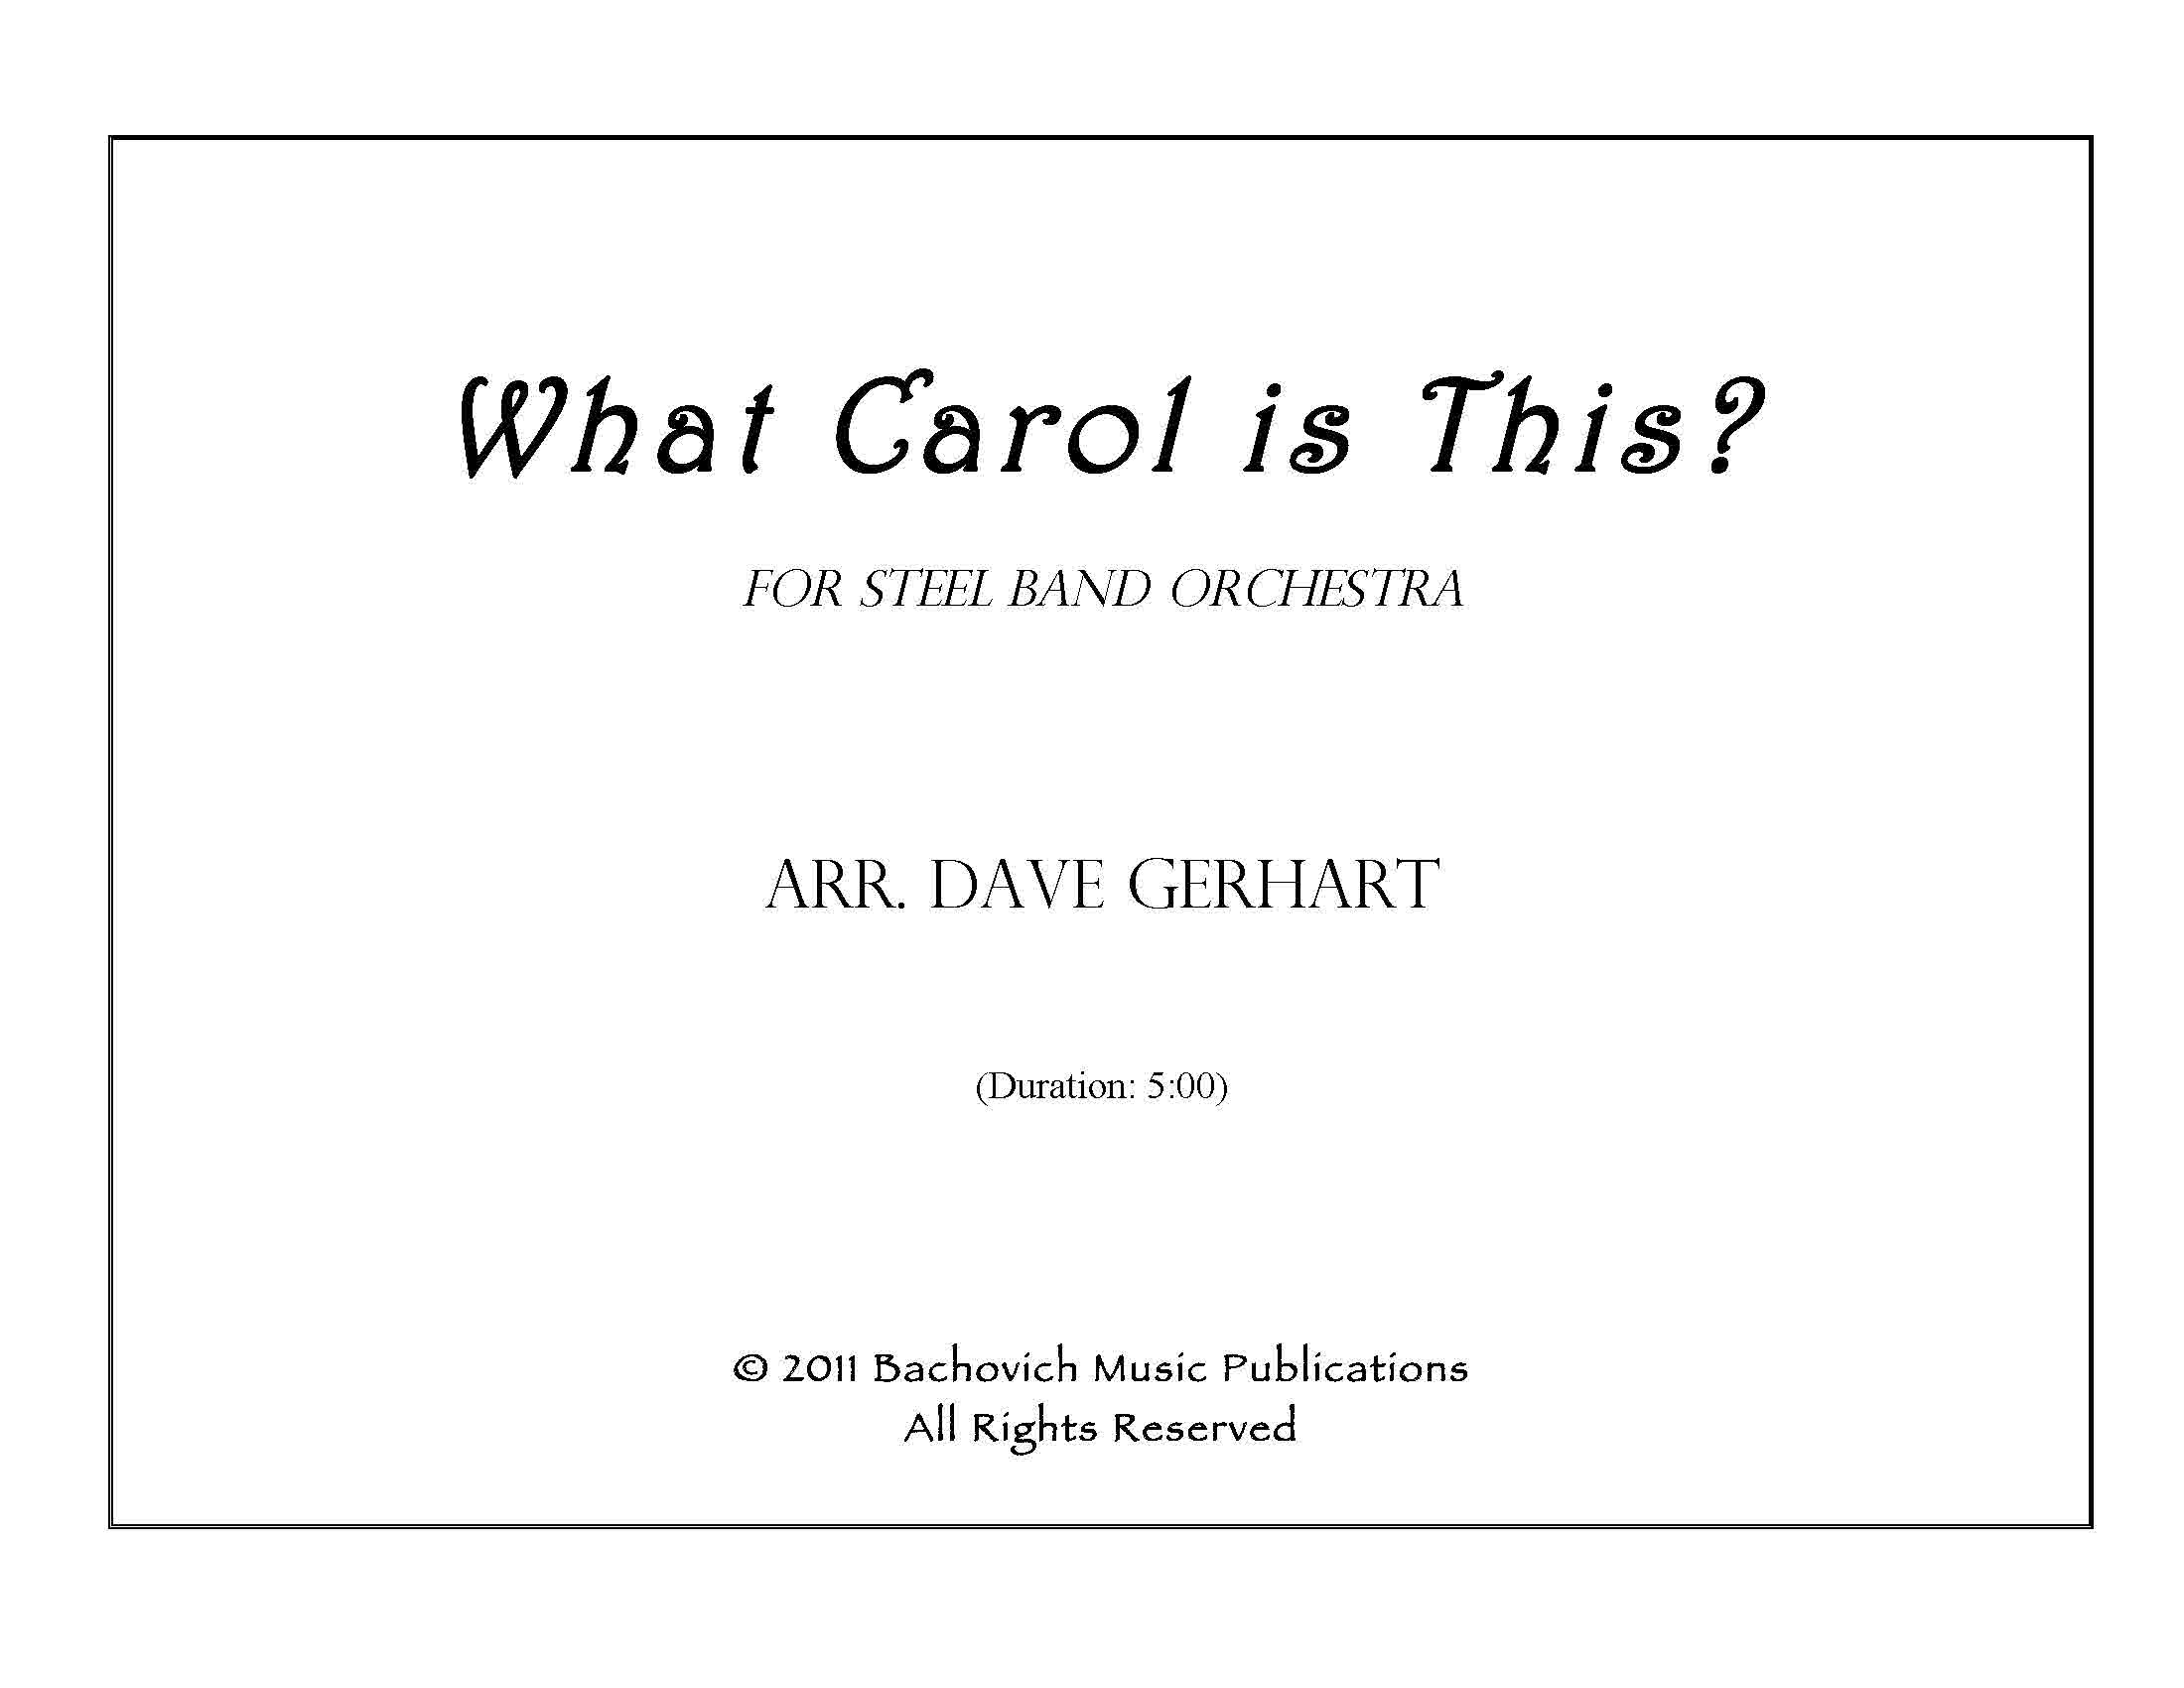 What Carol is This?
FOR STEEL BAND ORCHESTRA
ARR. DAVE GERHART
(Duration: 5:00)
© 2011 Bachovich Music Publications
All Rights Reserved